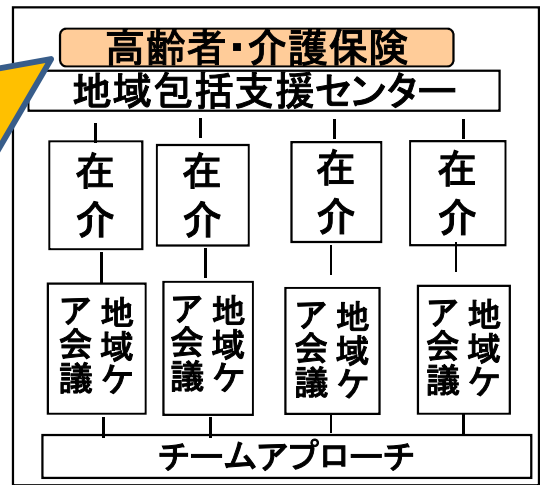 高齢者・介護保険
地域包括支援センター
在介
在介
在介
在介
地域ケア会議
地域ケア会議
地域ケア会議
地域ケア会議
チームアプローチ